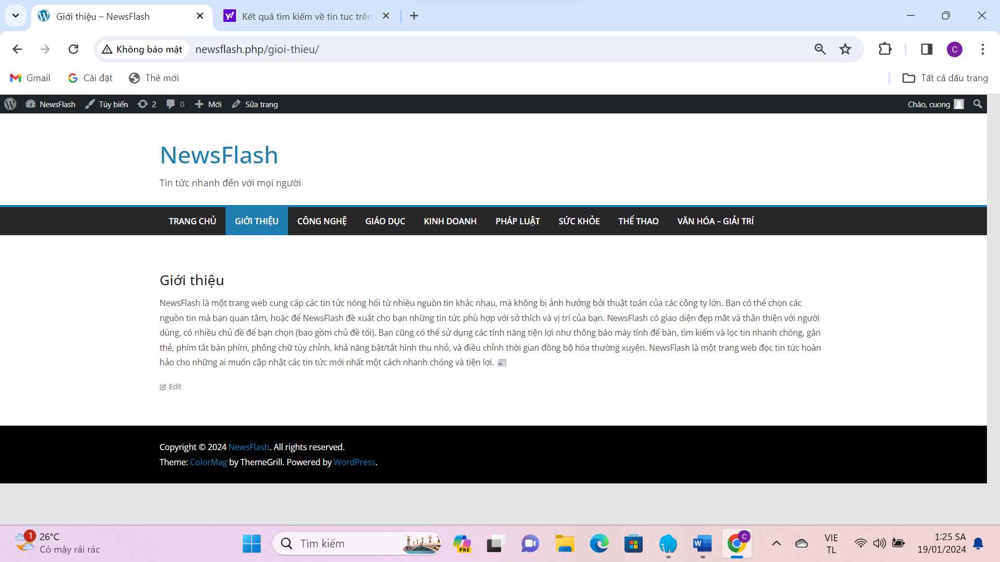 Giới thiệu – NewsFlash
Kết quả tìm kiếm về tin tuc trên
Không bảo mật newsflash.php/gioi-thieu/
C
Gmail Cài đặt Thẻ mới Tất cả dấu trang
NewsFlash Tùy biến 2 0 Mới Sửa trang Chào, cuong
NewsFlash
Tin tức nhanh đến với mọi người
TRANG CHỦ GIỚI THIỆU CÔNG NGHỆ GIÁO DỤC KINH DOANH PHÁP LUẬT SỨC KHỎE THỂ THAO VĂN HÓA – GIẢI TRÍ
Giới thiệu
NewsFlash là một trang web cung cấp các tin tức nóng hổi từ nhiều nguồn tin khác nhau, mà không bị ảnh hưởng bởi thuật toán của các công ty lớn. Bạn có thể chọn các
nguồn tin mà bạn quan tâm, hoặc để NewsFlash đề xuất cho bạn những tin tức phù hợp với sở thích và vị trí của bạn. NewsFlash có giao diện đẹp mắt và thân thiện với người
dùng, có nhiều chủ đề để bạn chọn (bao gồm chủ đề tối). Bạn cũng có thể sử dụng các tính năng tiện lợi như thông báo máy tính để bàn, tìm kiếm và lọc tin nhanh chóng, gắn
thẻ, phím tắt bàn phím, phông chữ tùy chỉnh, khả năng bật/tắt hình thu nhỏ, và điều chỉnh thời gian đồng bộ hóa thường xuyên. NewsFlash là một trang web đọc tin tức hoàn
hảo cho những ai muốn cập nhật các tin tức mới nhất một cách nhanh chóng và tiện lợi.
Edit
Copyright © 2024 NewsFlash. All rights reserved.
Theme: ColorMag by ThemeGrill. Powered by WordPress.
1
26°C
Có mây rải rác
Tìm kiếm
PRE
W
C
VIE
TL
1:25 SA
19/01/2024